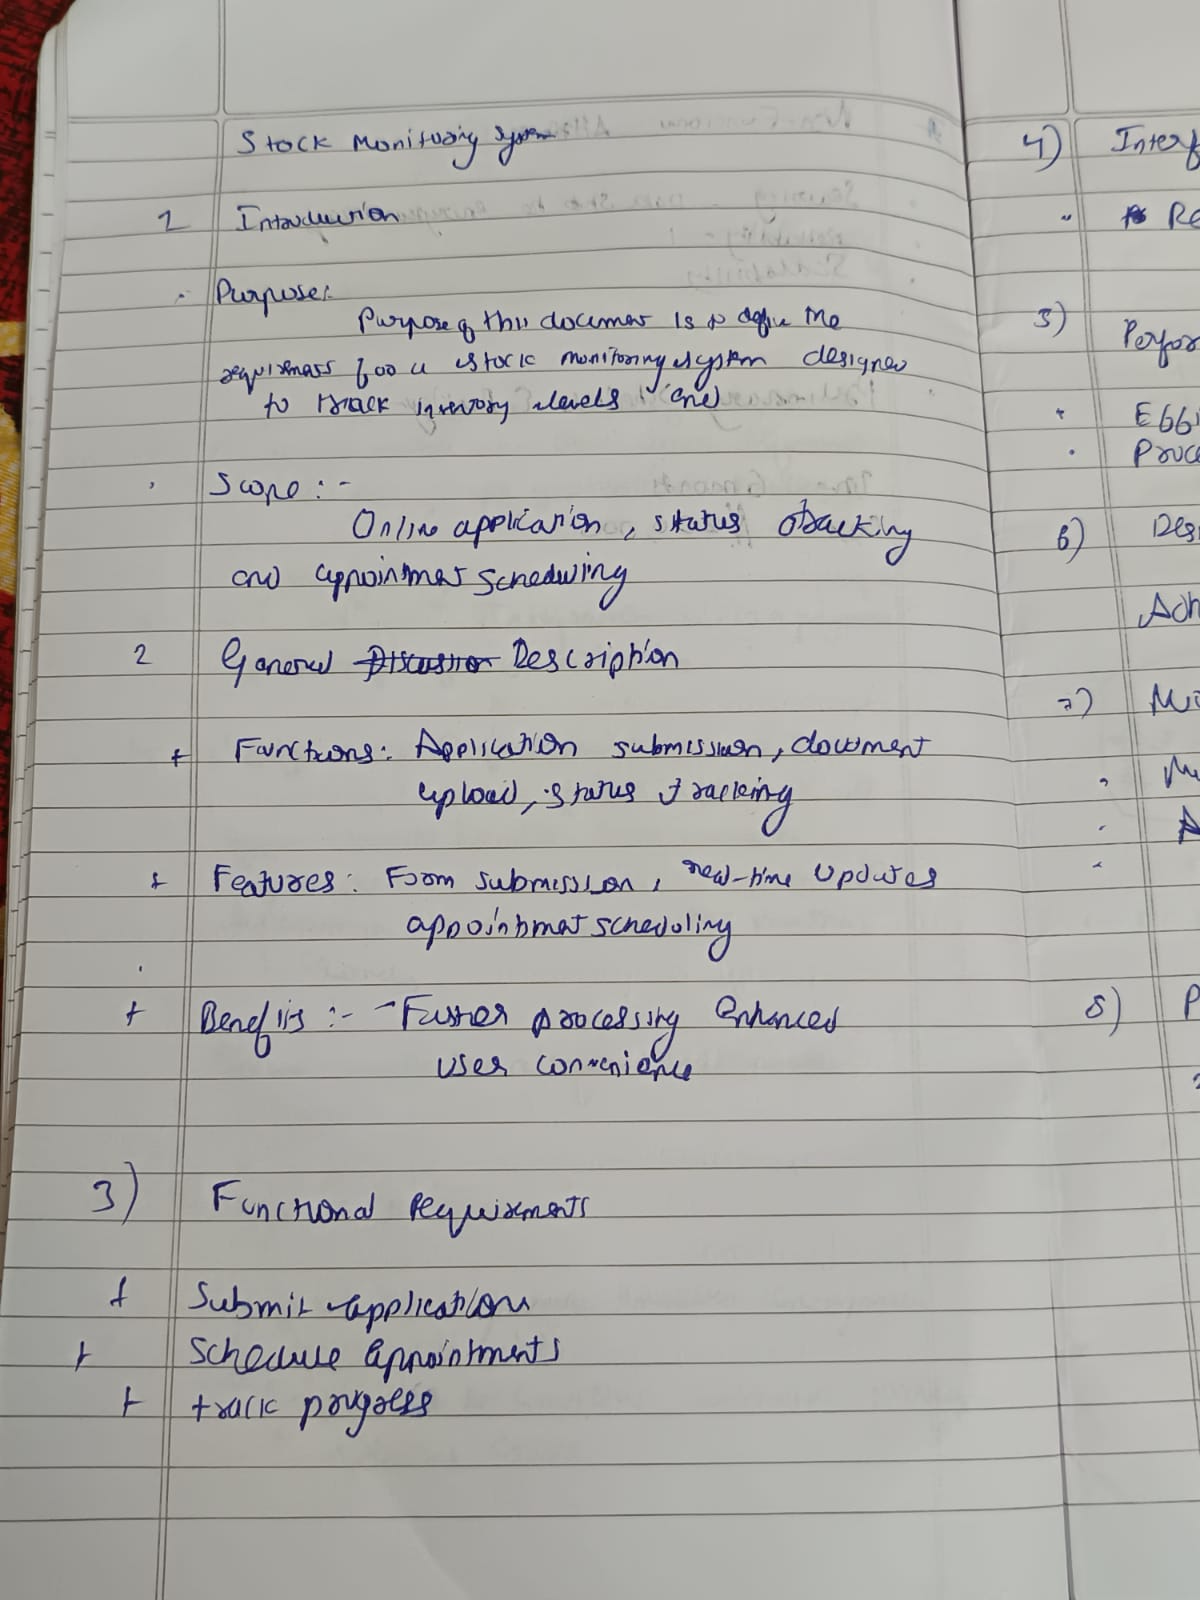 Stock Monitoring System
1 Introduction
Purpose:
Purpose of this document is to define the
requirements for a stock monitoring system designed
to track inventory levels and
Scope :-
Online application, status tracking
and appointment scheduling
2 General Discussion Description
+ Functions: Application submission, document
upload, status tracking
+ Features: Form submission, real-time updates
appointment scheduling
+ Benefits :- - Faster processing Enhanced
user convenience
3) Functional Requirements
+ Submit application
+ Schedule appointments
+ track progress
4) Interf
Re
5) Perfor
Effi
Proce
6) Desi
Ach
7)
8) P